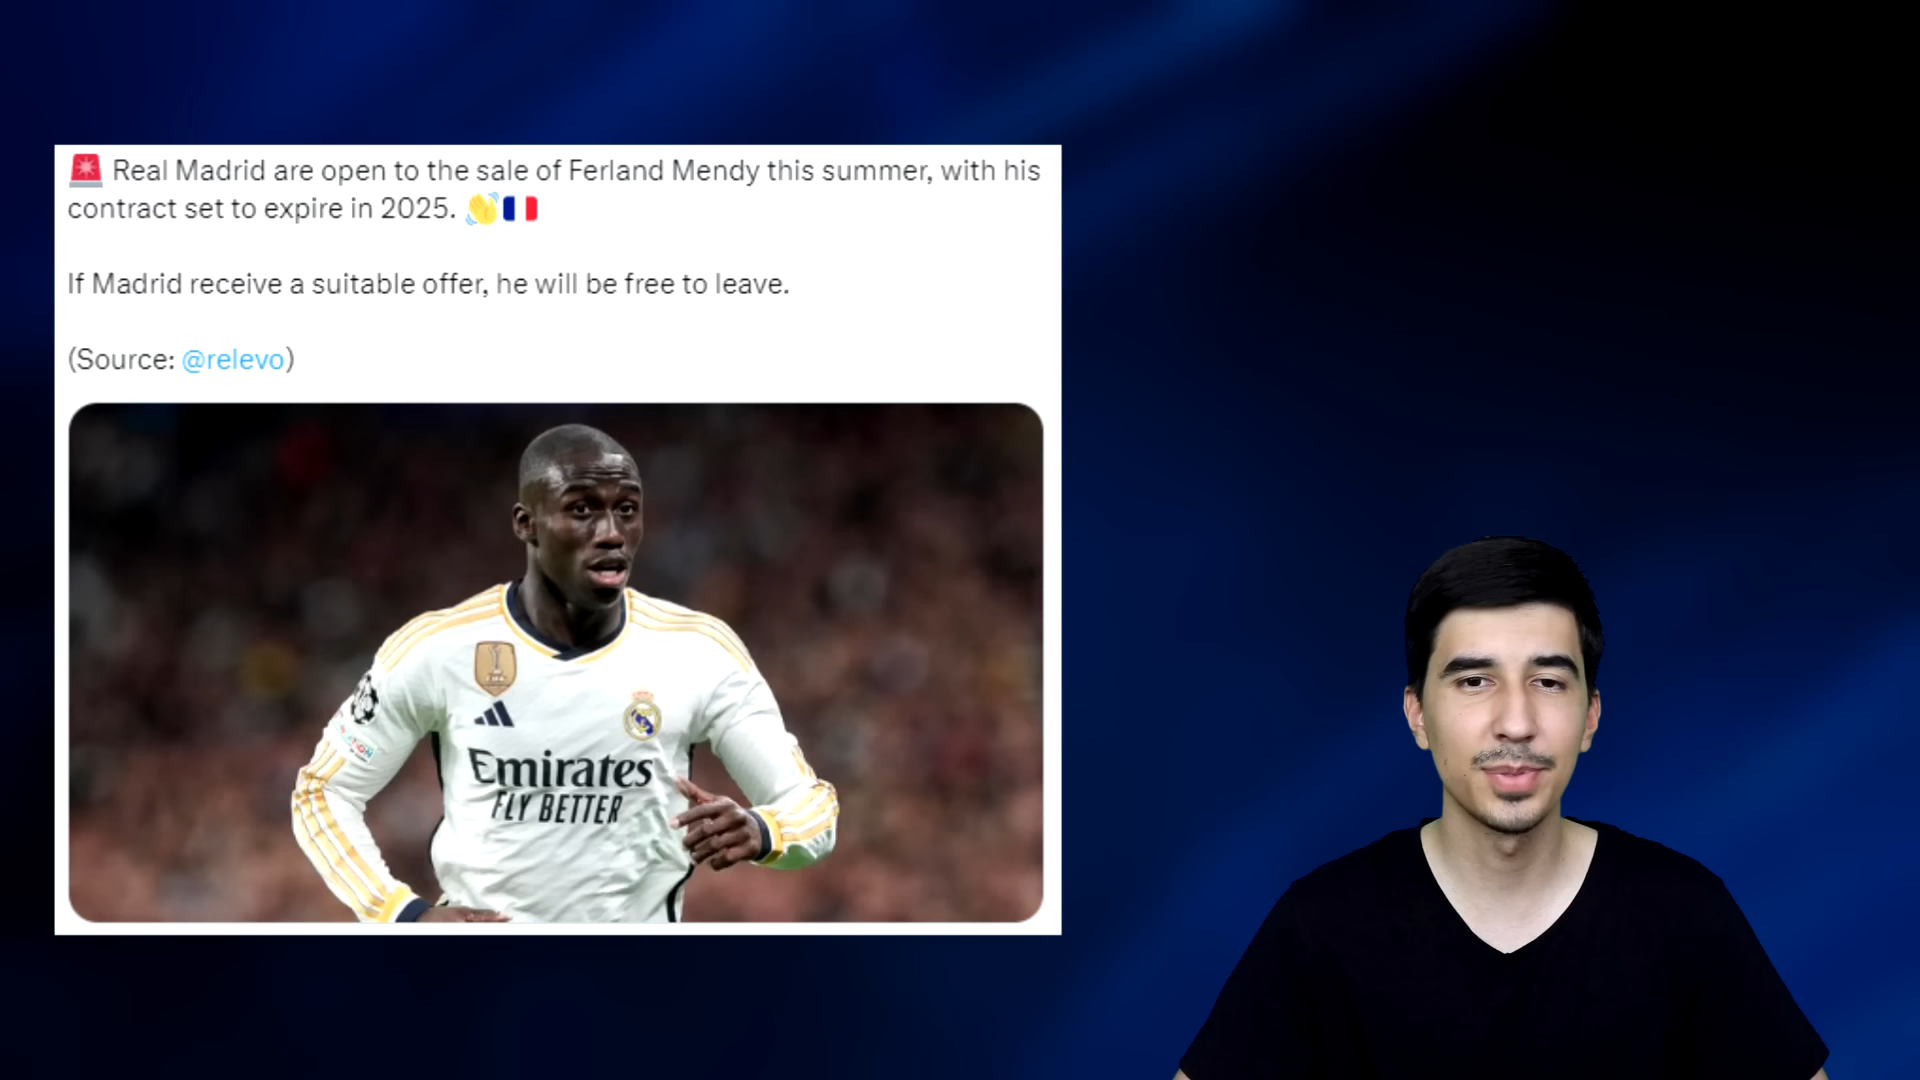 🚨 Real Madrid are open to the sale of Ferland Mendy this summer, with his
contract set to expire in 2025. 👋🇫🇷
If Madrid receive a suitable offer, he will be free to leave.
(Source: @relevo)
Emirates
FLY BETTER